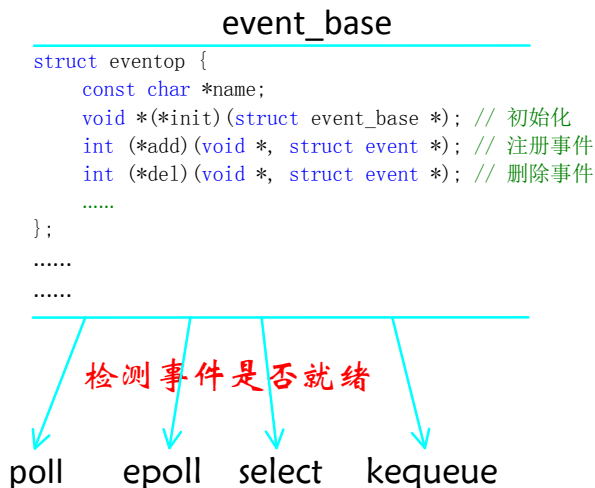 event_base
struct eventop {
const char *name;
void *(*init)(struct event_base *); // 初始化
int (*add)(void *, struct event *); // 注册事件
int (*del)(void *, struct event *); // 删除事件
……
};
……
……
检测事件是否就绪
poll epoll select kequeue